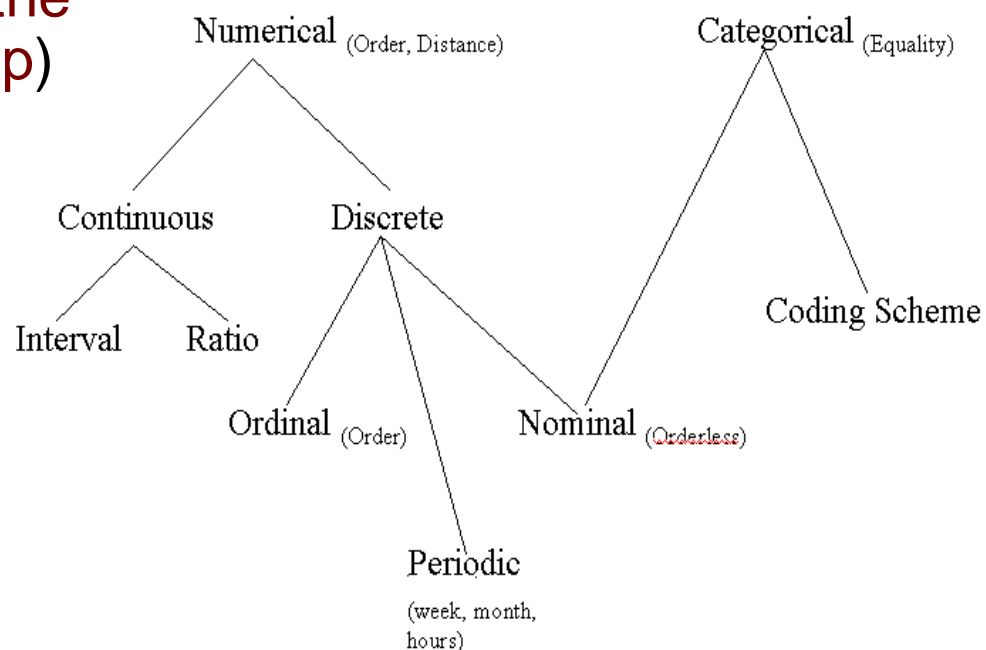 the
p)
Numerical (Order, Distance)
Categorical (Equality)
Continuous
Discrete
Coding Scheme
Interval
Ratio
Ordinal (Order)
Nominal (Orderless)
Periodic
(week, month,
hours)